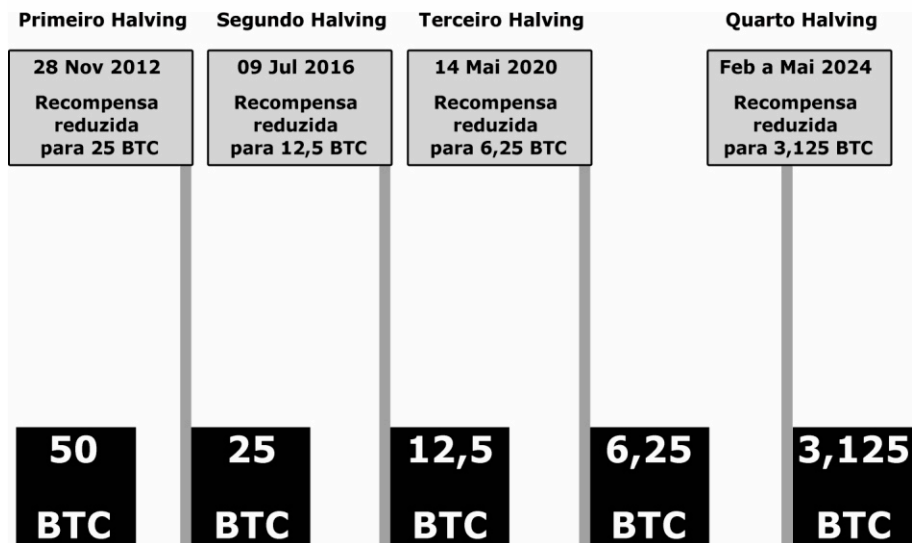 Primeiro Halving
28 Nov 2012
Recompensa
reduzida
para 25 BTC
Segundo Halving
09 Jul 2016
Recompensa
reduzida
para 12,5 BTC
Terceiro Halving
14 Mai 2020
Recompensa
reduzida
para 6,25 BTC
Quarto Halving
Feb a Mai 2024
Recompensa
reduzida
para 3,125 BTC
50
BTC
25
BTC
12,5
BTC
6,25
BTC
3,125
BTC